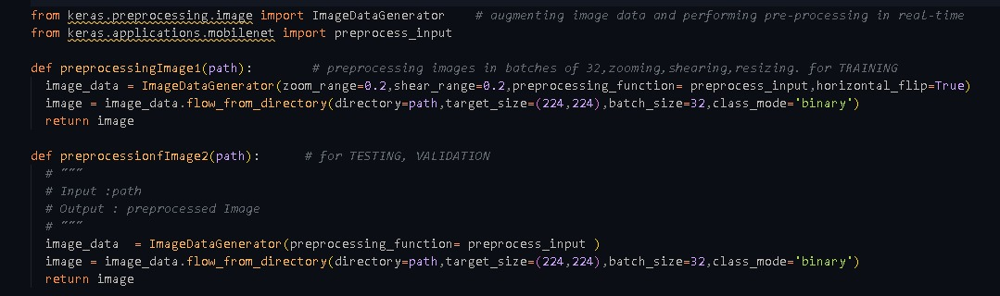 from keras.preprocessing.image import ImageDataGenerator    # augmenting image data and performing pre-processing in real-time
from keras.applications.mobilenet import preprocess_input
def preprocessingImage1(path):        # preprocessing images in batches of 32,zooming,shearing,resizing. for TRAINING
  image_data = ImageDataGenerator(zoom_range=0.2,shear_range=0.2,preprocessing_function= preprocess_input,horizontal_flip=True)
  image = image_data.flow_from_directory(directory=path,target_size=(224,224),batch_size=32,class_mode='binary')
  return image
def preprocessionfImage2(path):      # for TESTING, VALIDATION
  # """
  # Input :path
  # Output : preprocessed Image
  # """
  image_data  = ImageDataGenerator(preprocessing_function= preprocess_input )
  image = image_data.flow_from_directory(directory=path,target_size=(224,224),batch_size=32,class_mode='binary')
  return image